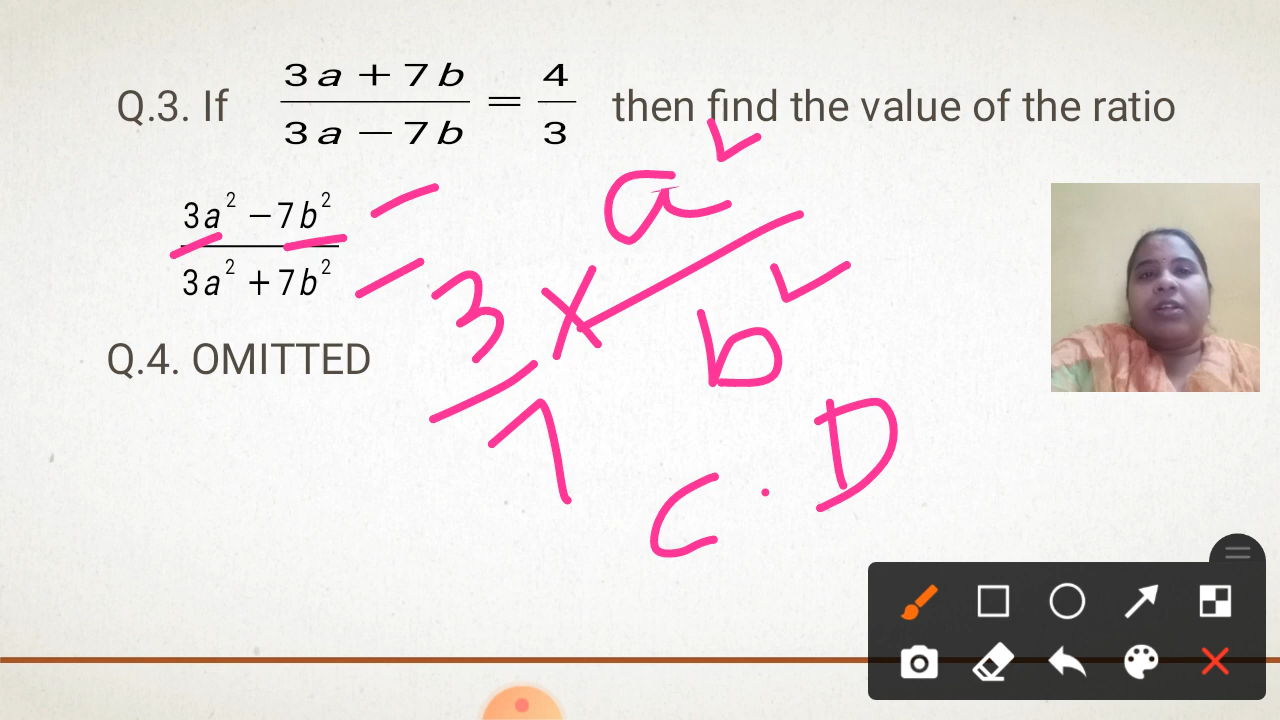 Q.3. If (3a + 7b)/(3a − 7b) = 4/3 then find the value of the ratio
(3a² − 7b²)/(3a² + 7b²)
= 3/7 × a²/b²
Q.4. OMITTED
C . D